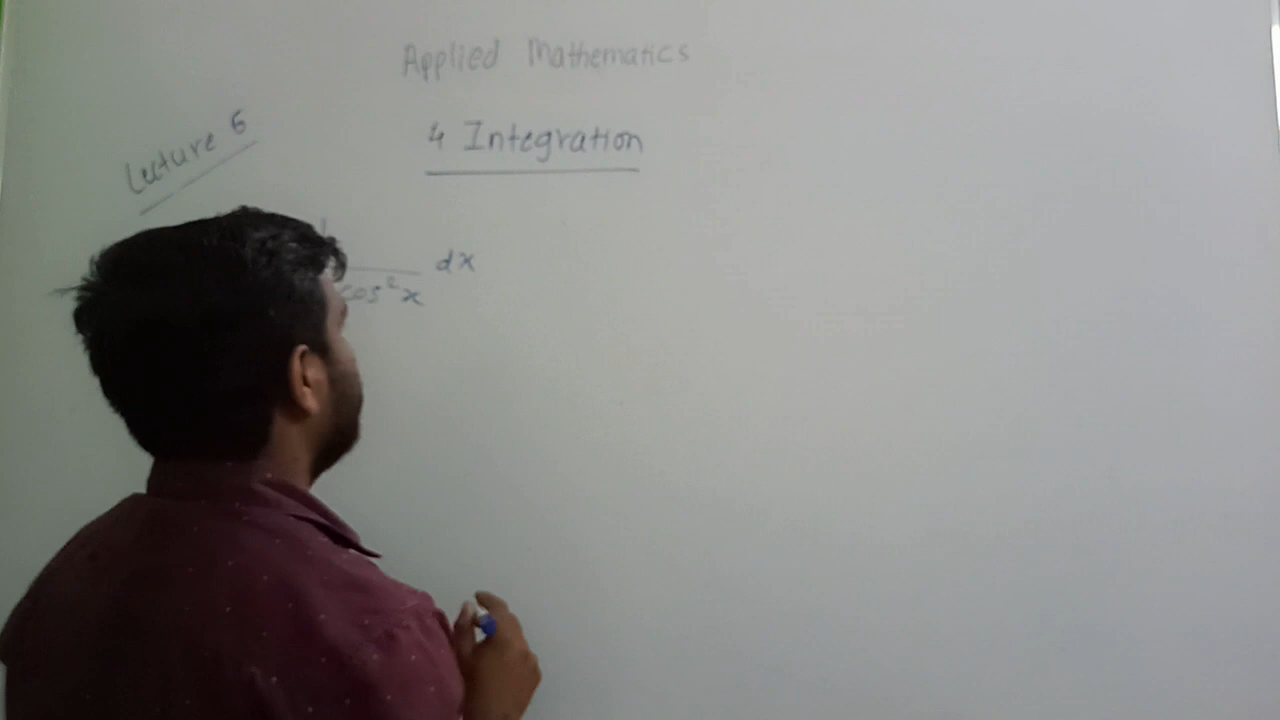 Applied Mathematics
Lecture 6
4 Integration
dx
cos²x